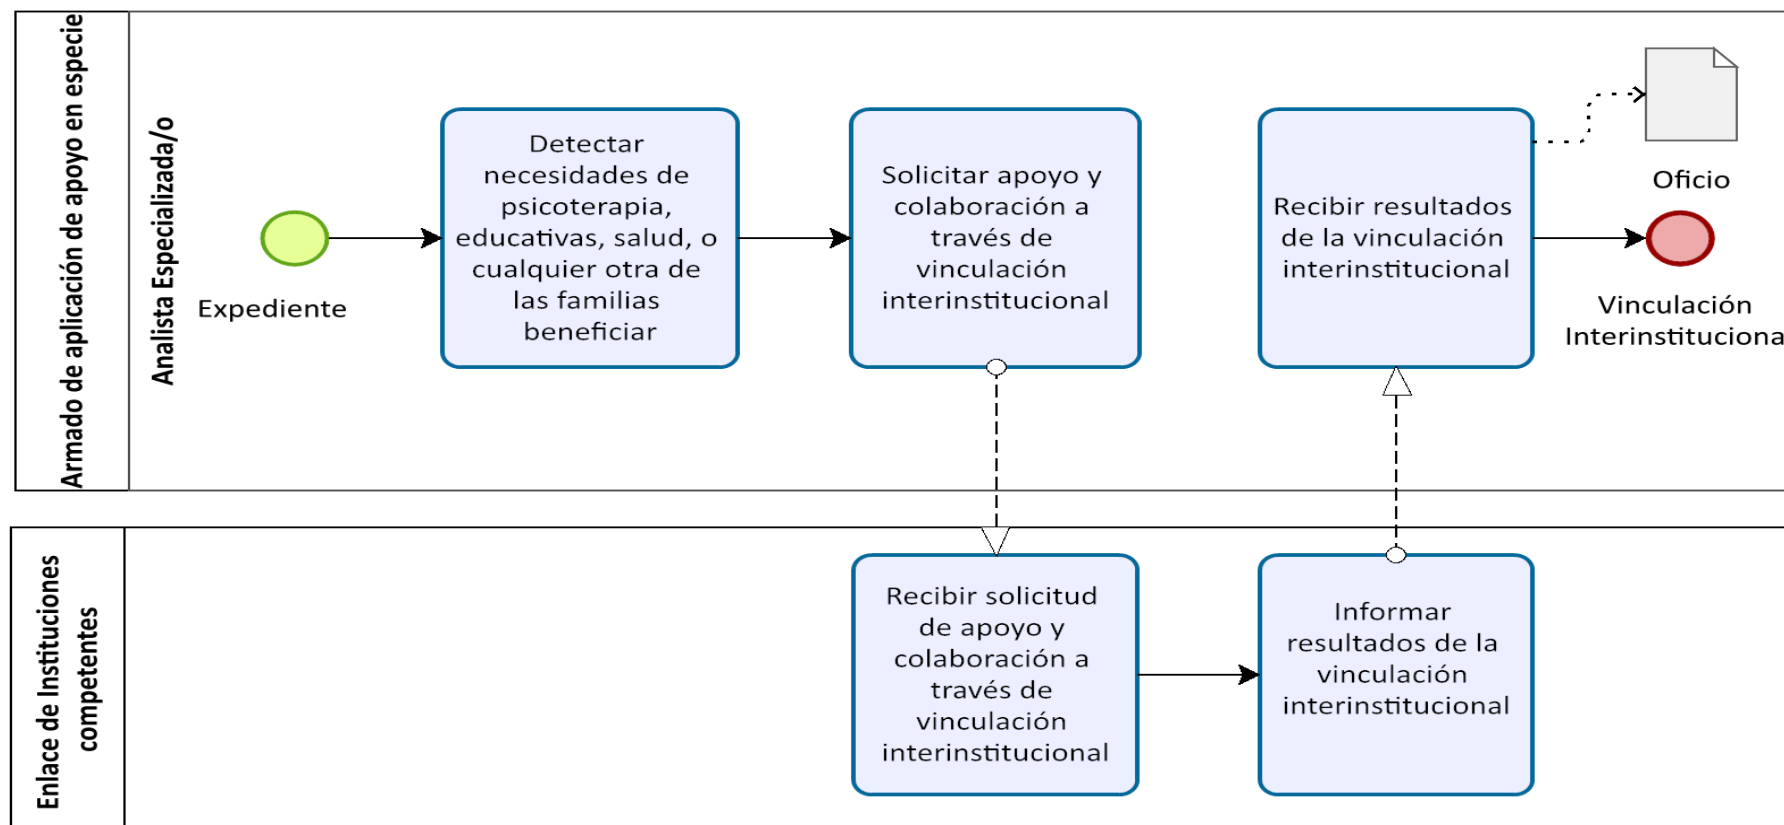 Armado de aplicación de apoyo en especie
Analista Especializada/o
Expediente
Detectar
necesidades de
psicoterapia,
educativas, salud, o
cualquier otra de
las familias
beneficiar
Solicitar apoyo y
colaboración a
través de
vinculación
interinstitucional
Recibir resultados
de la vinculación
interinstitucional
Oficio
Vinculación
Interinstituciona
Enlace de Instituciones
competentes
Recibir solicitud
de apoyo y
colaboración a
través de
vinculación
interinstitucional
Informar
resultados de la
vinculación
interinstitucional